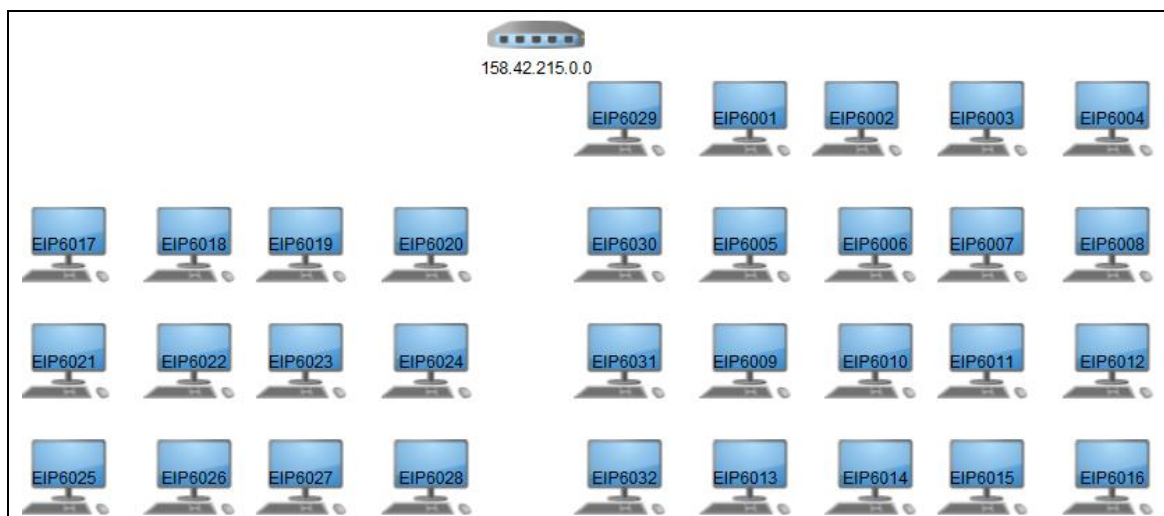 158.42.215.0.0
EIP6029 EIP6001 EIP6002 EIP6003 EIP6004
EIP6017 EIP6018 EIP6019 EIP6020 EIP6030 EIP6005 EIP6006 EIP6007 EIP6008
EIP6021 EIP6022 EIP6023 EIP6024 EIP6031 EIP6009 EIP6010 EIP6011 EIP6012
EIP6025 EIP6026 EIP6027 EIP6028 EIP6032 EIP6013 EIP6014 EIP6015 EIP6016